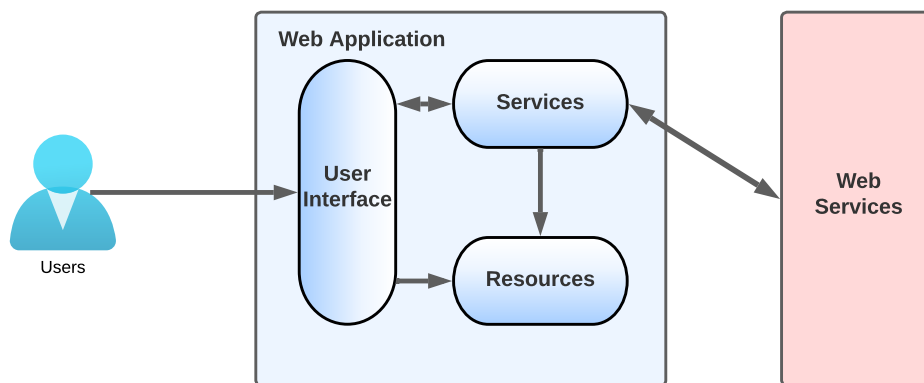 Web Application
Services
User
Interface
Web
Services
Users
Resources